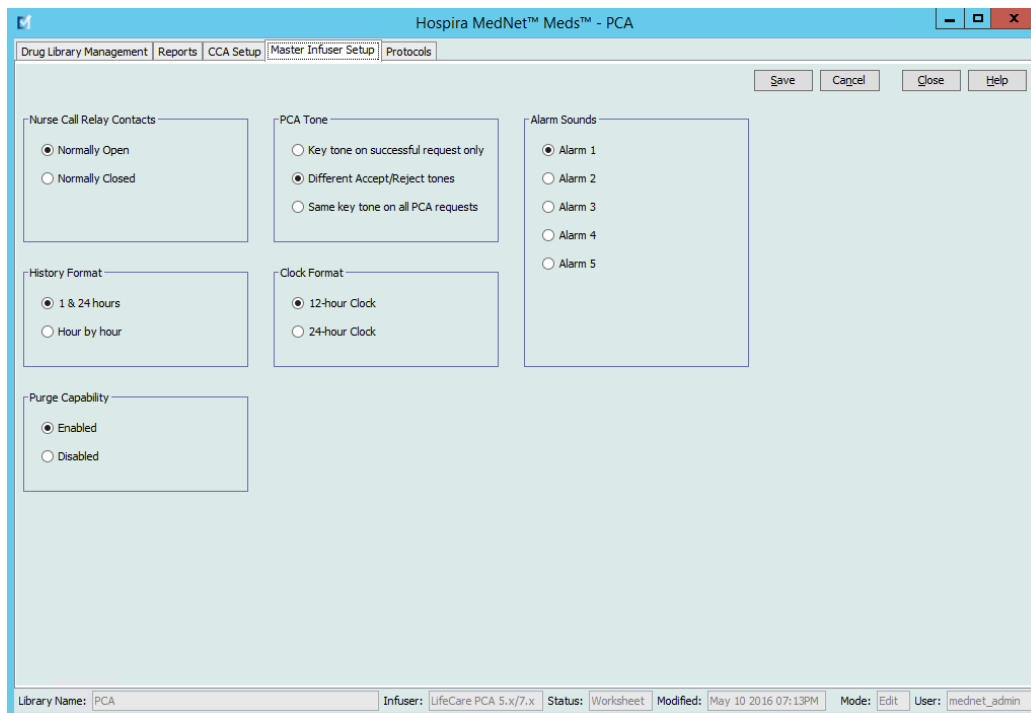 Hospira MedNet™ Meds™ - PCA
Drug Library Management Reports CCA Setup Master Infuser Setup Protocols
Save Cancel Close Help
Nurse Call Relay Contacts
Normally Open
Normally Closed
PCA Tone
Key tone on successful request only
Different Accept/Reject tones
Same key tone on all PCA requests
Alarm Sounds
Alarm 1
Alarm 2
Alarm 3
Alarm 4
Alarm 5
History Format
1 & 24 hours
Hour by hour
Clock Format
12-hour Clock
24-hour Clock
Purge Capability
Enabled
Disabled
Library Name: PCA Infuser: LifeCare PCA 5.x/7.x Status: Worksheet Modified: May 10 2016 07:13PM Mode: Edit User: mednet_admin